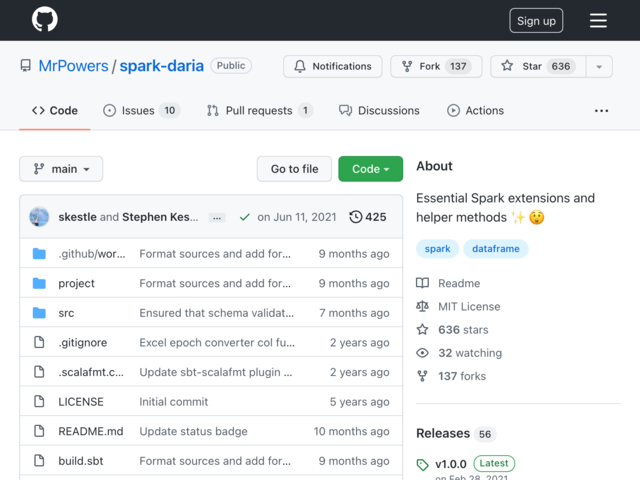 Sign up
MrPowers / spark-daria Public
Notifications Fork 137 Star 636
Code Issues 10 Pull requests 1 Discussions Actions ...
main Go to file Code
skestle and Stephen Kes... ... on Jun 11, 2021 425
.github/wor... Format sources and add for... 9 months ago
project Format sources and add for... 9 months ago
src Ensured that schema validat... 7 months ago
.gitignore Excel epoch converter col fu... 2 years ago
.scalafmt.c... Update sbt-scalafmt plugin ... 2 years ago
LICENSE Initial commit 5 years ago
README.md Update status badge 10 months ago
build.sbt Format sources and add for... 9 months ago
About
Essential Spark extensions and
helper methods ✨ 😲
spark dataframe
Readme
MIT License
636 stars
32 watching
137 forks
Releases 56
v1.0.0 Latest
on Feb 28, 2021